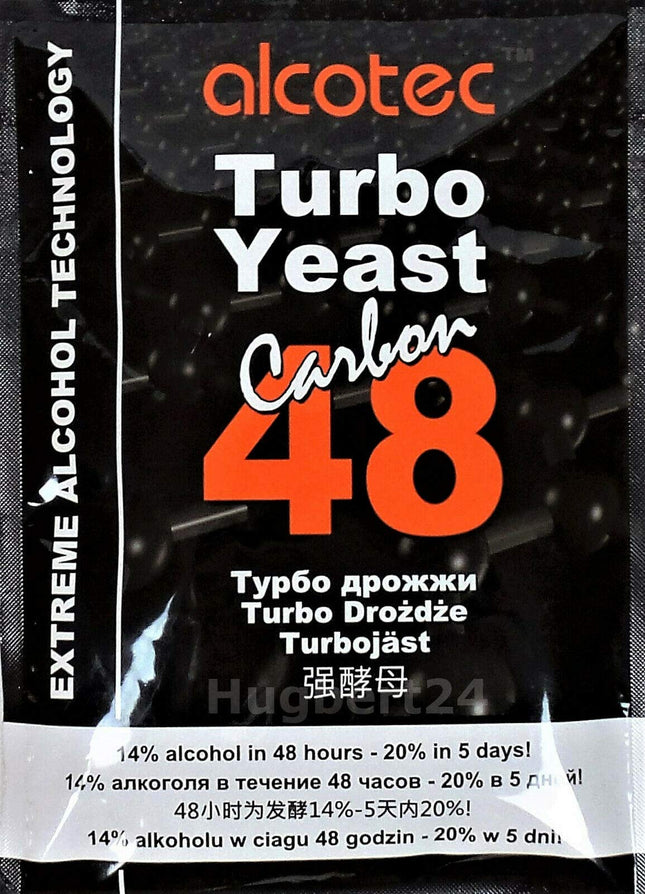 alcotec™
Turbo
Yeast
Carbon
48
EXTREME ALCOHOL TECHNOLOGY
Турбо дрожжи
Turbo Drożdże
Turbojäst
强酵母
Hugbert24
14% alcohol in 48 hours - 20% in 5 days!
14% алкоголя в течение 48 часов - 20% в 5 дней!
48小时为发酵14%-5天内20%!
14% alkoholu w ciagu 48 godzin - 20% w 5 dni!